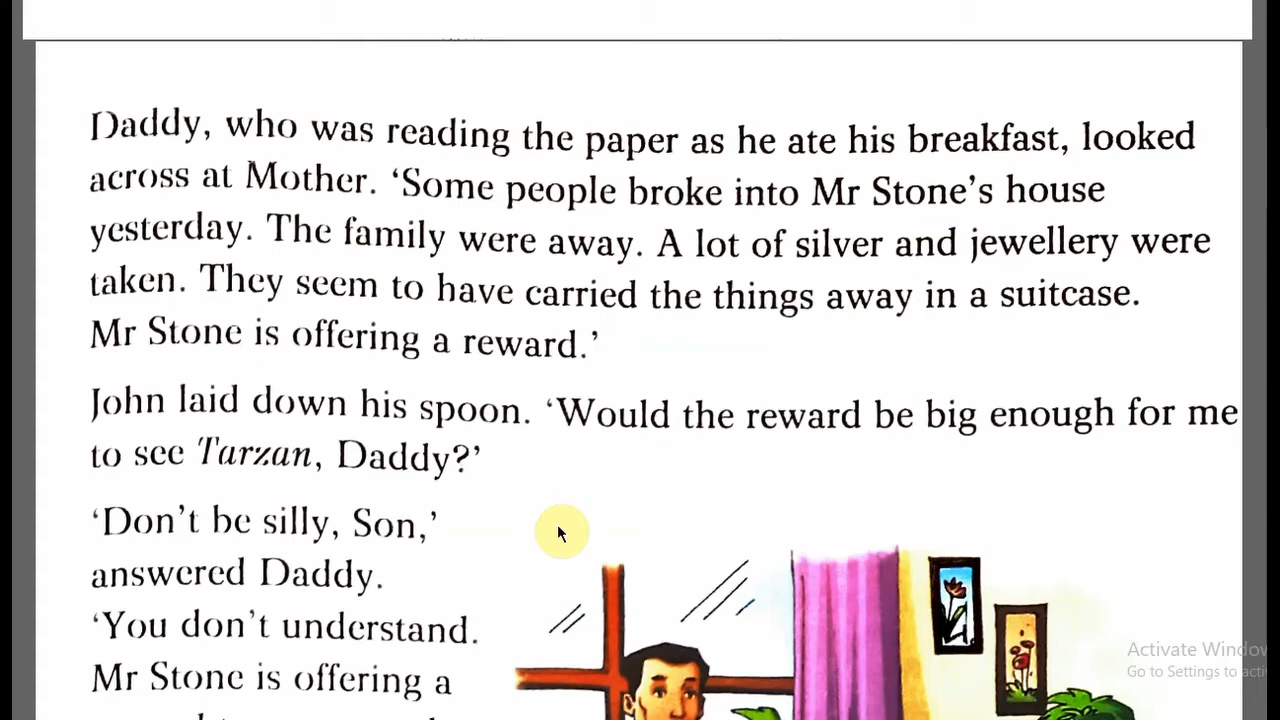 Daddy, who was reading the paper as he ate his breakfast, looked
across at Mother. ‘Some people broke into Mr Stone’s house
yesterday. The family were away. A lot of silver and jewellery were
taken. They seem to have carried the things away in a suitcase.
Mr Stone is offering a reward.’
John laid down his spoon. ‘Would the reward be big enough for me
to see Tarzan, Daddy?’
‘Don’t be silly, Son,’
answered Daddy.
‘You don’t understand.
Mr Stone is offering a
Activate Windo
Go to Settings to acti